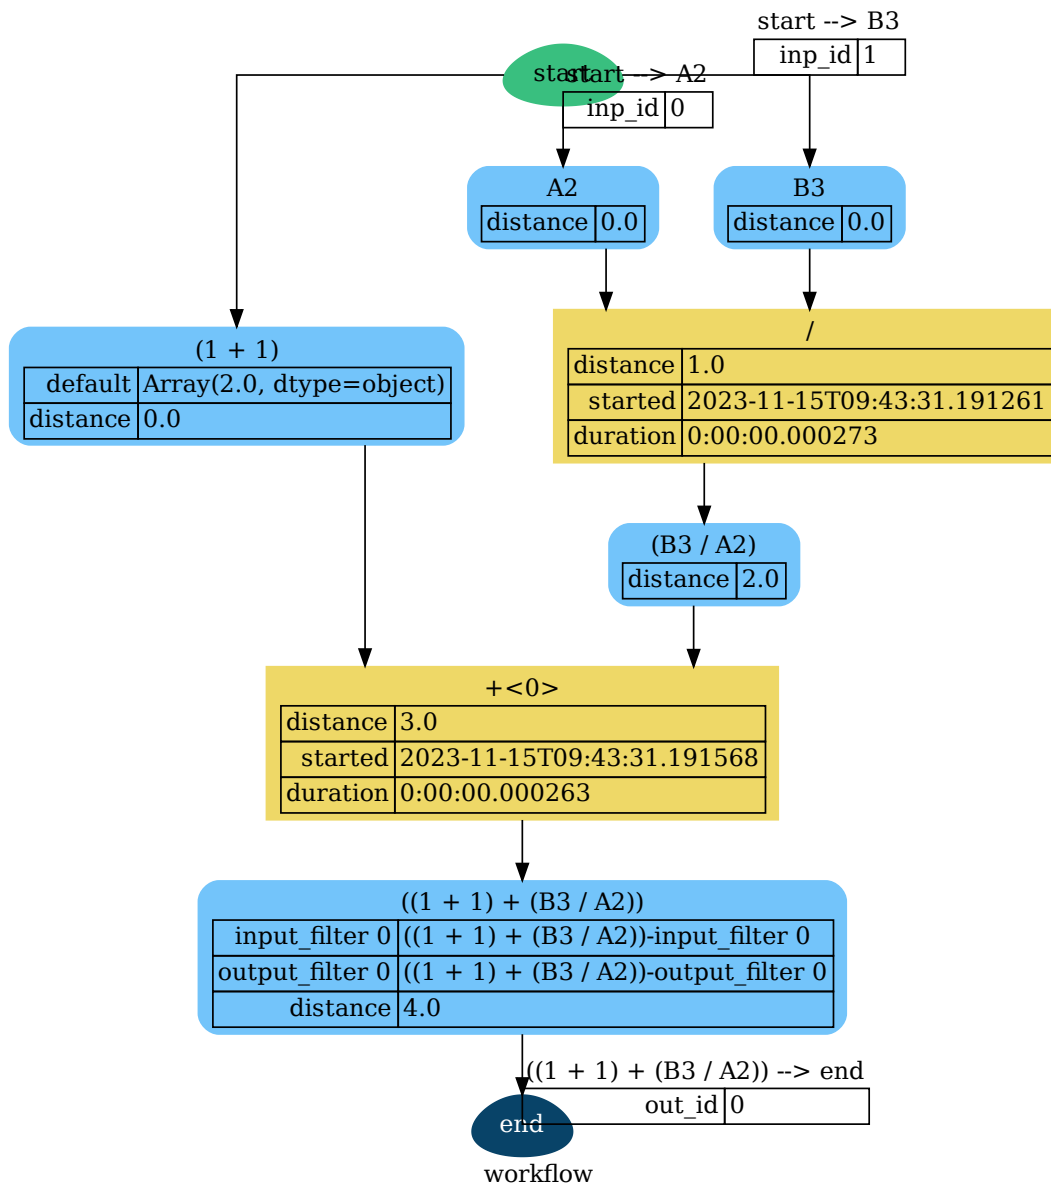 start --> B3
inp_id 1
start
start --> A2
inp_id 0
A2
distance 0.0
B3
distance 0.0
(1 + 1)
default Array(2.0, dtype=object)
distance 0.0
/
distance 1.0
started 2023-11-15T09:43:31.191261
duration 0:00:00.000273
(B3 / A2)
distance 2.0
+<0>
distance 3.0
started 2023-11-15T09:43:31.191568
duration 0:00:00.000263
((1 + 1) + (B3 / A2))
input_filter 0 ((1 + 1) + (B3 / A2))-input_filter 0
output_filter 0 ((1 + 1) + (B3 / A2))-output_filter 0
distance 4.0
((1 + 1) + (B3 / A2)) --> end
out_id 0
end
workflow